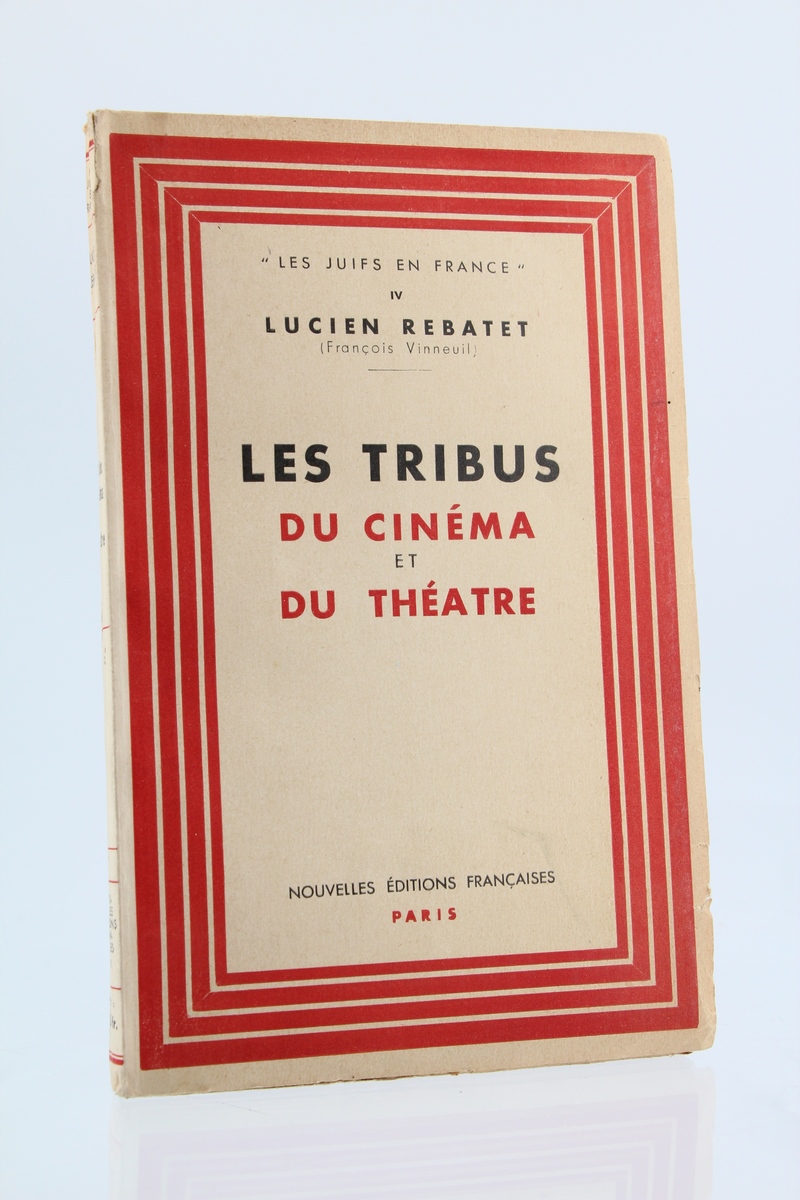 " LES JUIFS EN FRANCE "
IV
LUCIEN REBATET
(François Vinneuil)
LES TRIBUS
DU CINÉMA
ET
DU THÉATRE
NOUVELLES ÉDITIONS FRANÇAISES
PARIS